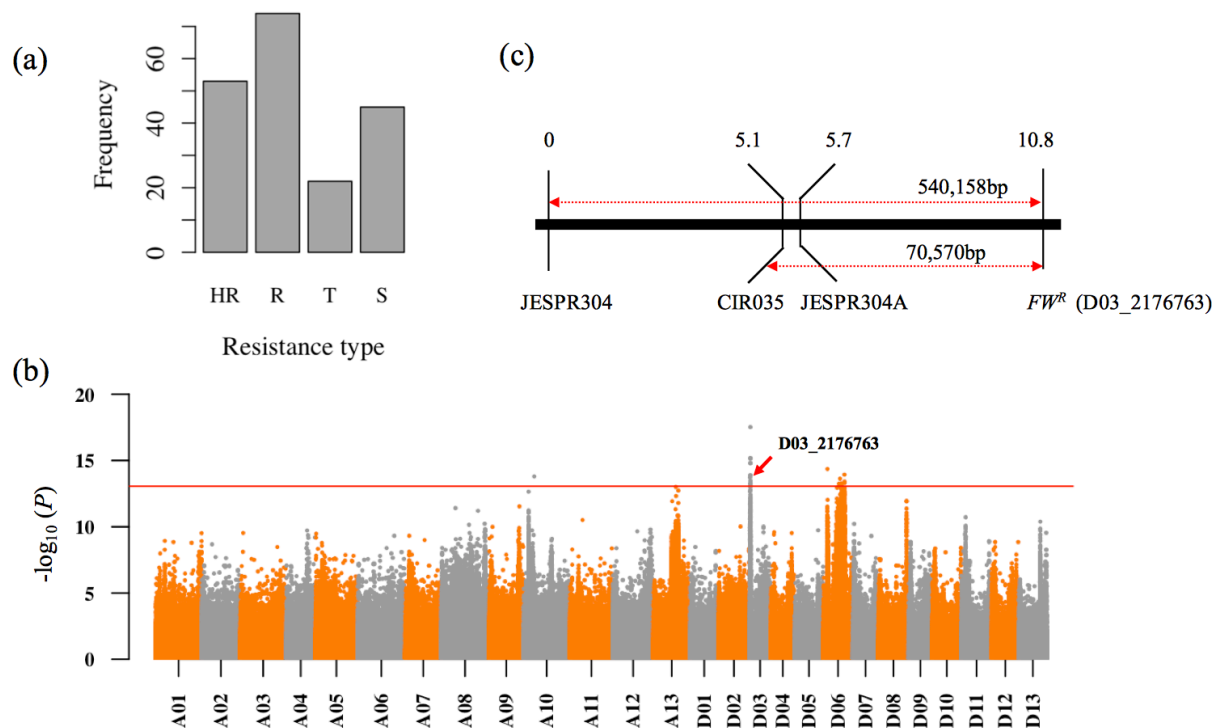 (a)
Frequency
0 20 40 60
HR R T S
Resistance type
(c)
0 5.1 5.7 10.8
540,158bp
70,570bp
JESPR304 CIR035 JESPR304A FWᴿ (D03_2176763)
(b)
-log₁₀ (P)
20
15
10
5
0
D03_2176763
A01 A02 A03 A04 A05 A06 A07 A08 A09 A10 A11 A12 A13 D01 D02 D03 D04 D05 D06 D07 D08 D09 D10 D11 D12 D13